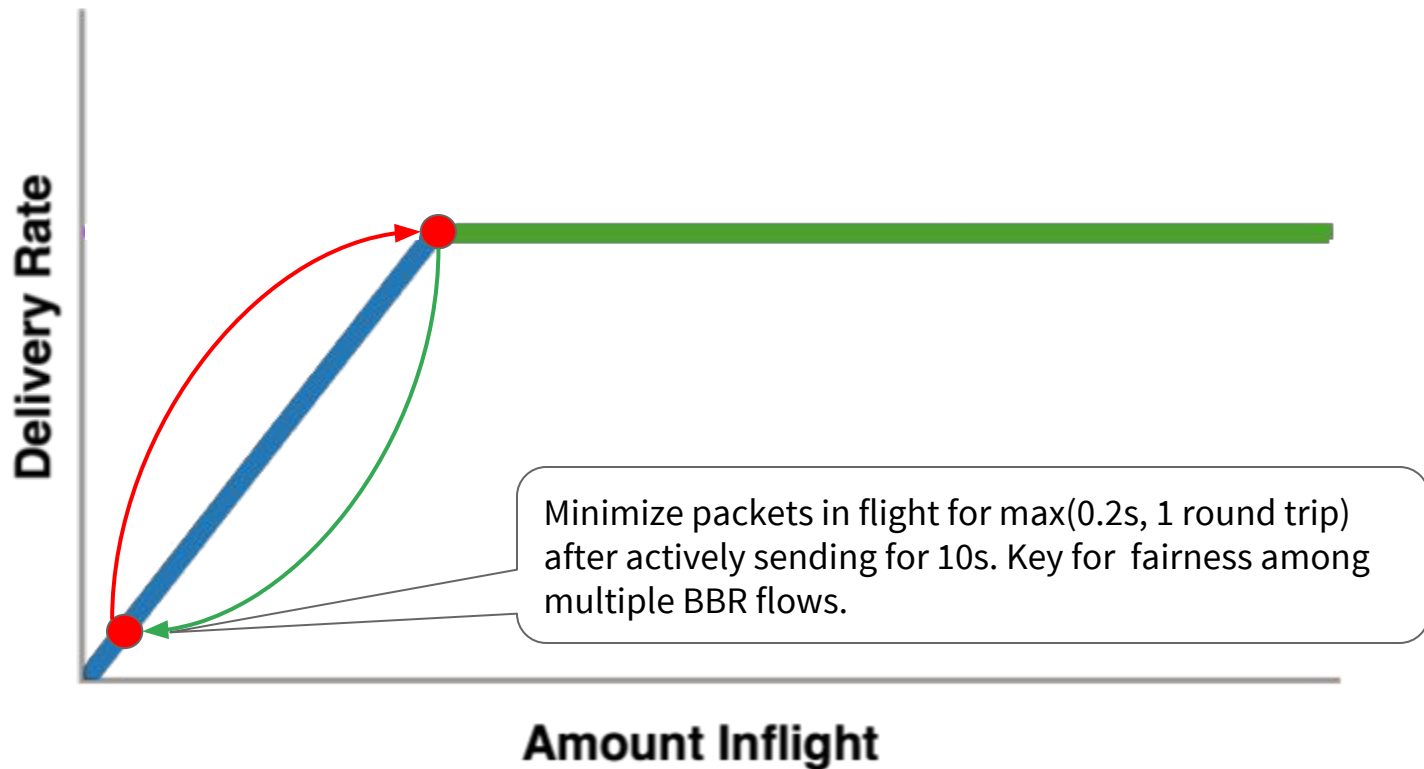 Delivery Rate
Minimize packets in flight for max(0.2s, 1 round trip)
after actively sending for 10s. Key for  fairness among
multiple BBR flows.
Amount Inflight